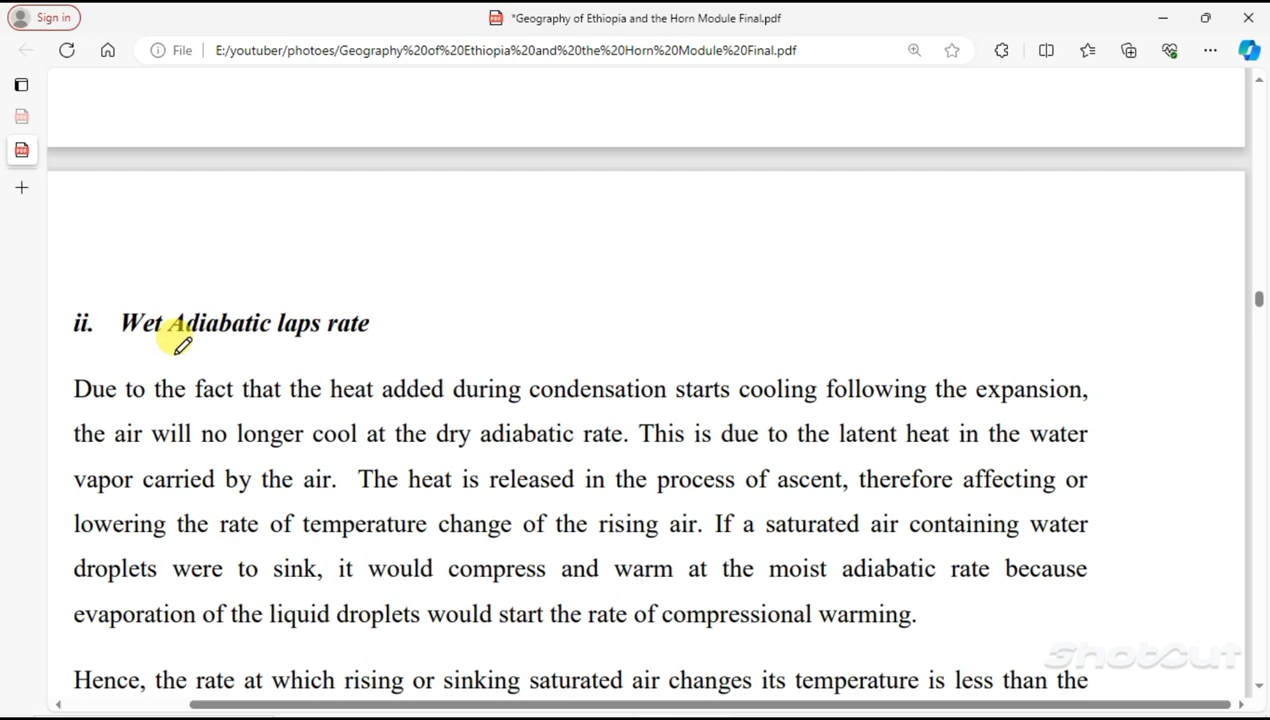 Sign in
*Geography of Ethiopia and the Horn Module Final.pdf
File
E:/youtuber/photoes/Geography%20of%20Ethiopia%20and%20the%20Horn%20Module%20Final.pdf
ii. Wet Adiabatic laps rate
Due to the fact that the heat added during condensation starts cooling following the expansion,
the air will no longer cool at the dry adiabatic rate. This is due to the latent heat in the water
vapor carried by the air. The heat is released in the process of ascent, therefore affecting or
lowering the rate of temperature change of the rising air. If a saturated air containing water
droplets were to sink, it would compress and warm at the moist adiabatic rate because
evaporation of the liquid droplets would start the rate of compressional warming.
Shotcut
Hence, the rate at which rising or sinking saturated air changes its temperature is less than the